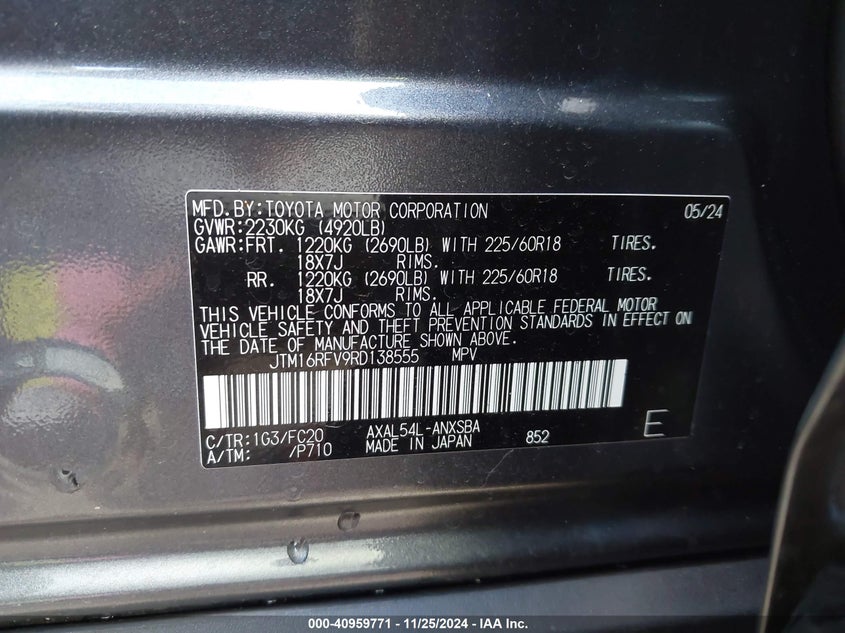 MFD.BY:TOYOTA MOTOR CORPORATION 05/24
GVWR:2230KG (4920LB)
GAWR:FRT. 1220KG (2690LB) WITH 225/60R18 TIRES.
18X7J RIMS.
RR. 1220KG (2690LB) WITH 225/60R18 TIRES.
18X7J RIMS.
THIS VEHICLE CONFORMS TO ALL APPLICABLE FEDERAL MOTOR
VEHICLE SAFETY AND THEFT PREVENTION STANDARDS IN EFFECT ON
THE DATE OF MANUFACTURE SHOWN ABOVE.
JTM16RFV9RD138555 MPV
C/TR:1G3/FC20 AXAL54L-ANXSBA
A/TM: /P710 MADE IN JAPAN 852 E
000-40959771 - 11/25/2024 - IAA Inc.